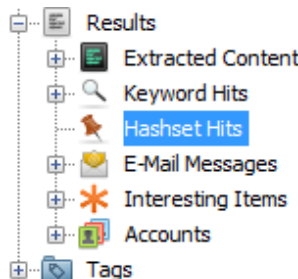 Results
Extracted Content
Keyword Hits
Hashset Hits
E-Mail Messages
Interesting Items
Accounts
Tags